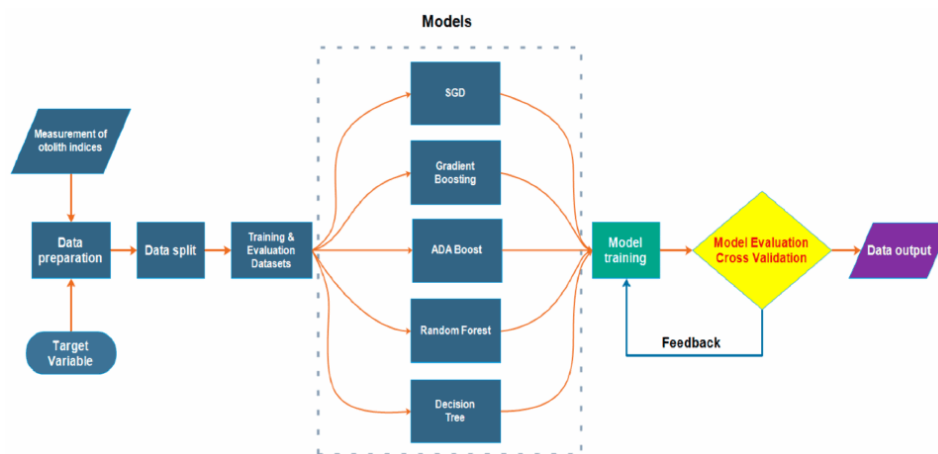 Models
SGD
Measurement of
otolith indices
Gradient
Boosting
Data
preparation
Data split
Training &
Evaluation
Datasets
ADA Boost
Model
training
Model Evaluation
Cross Validation
Data output
Random Forest
Feedback
Target
Variable
Decision
Tree